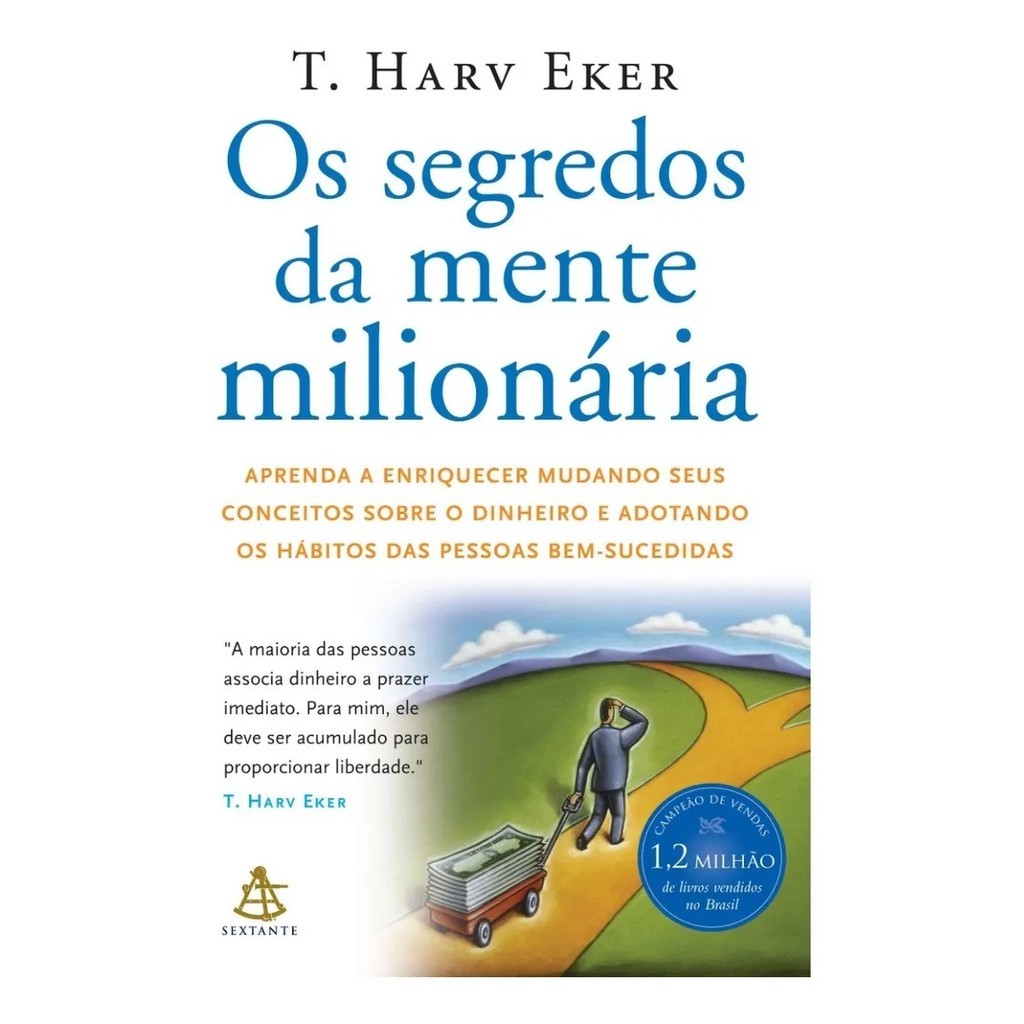 T. HARV EKER
Os segredos
da mente
milionária
APRENDA A ENRIQUECER MUDANDO SEUS
CONCEITOS SOBRE O DINHEIRO E ADOTANDO
OS HÁBITOS DAS PESSOAS BEM-SUCEDIDAS
"A maioria das pessoas
associa dinheiro a prazer
imediato. Para mim, ele
deve ser acumulado para
proporcionar liberdade."
T. HARV EKER
CAMPEÃO DE VENDAS
1,2 MILHÃO
de livros vendidos
no Brasil
SEXTANTE